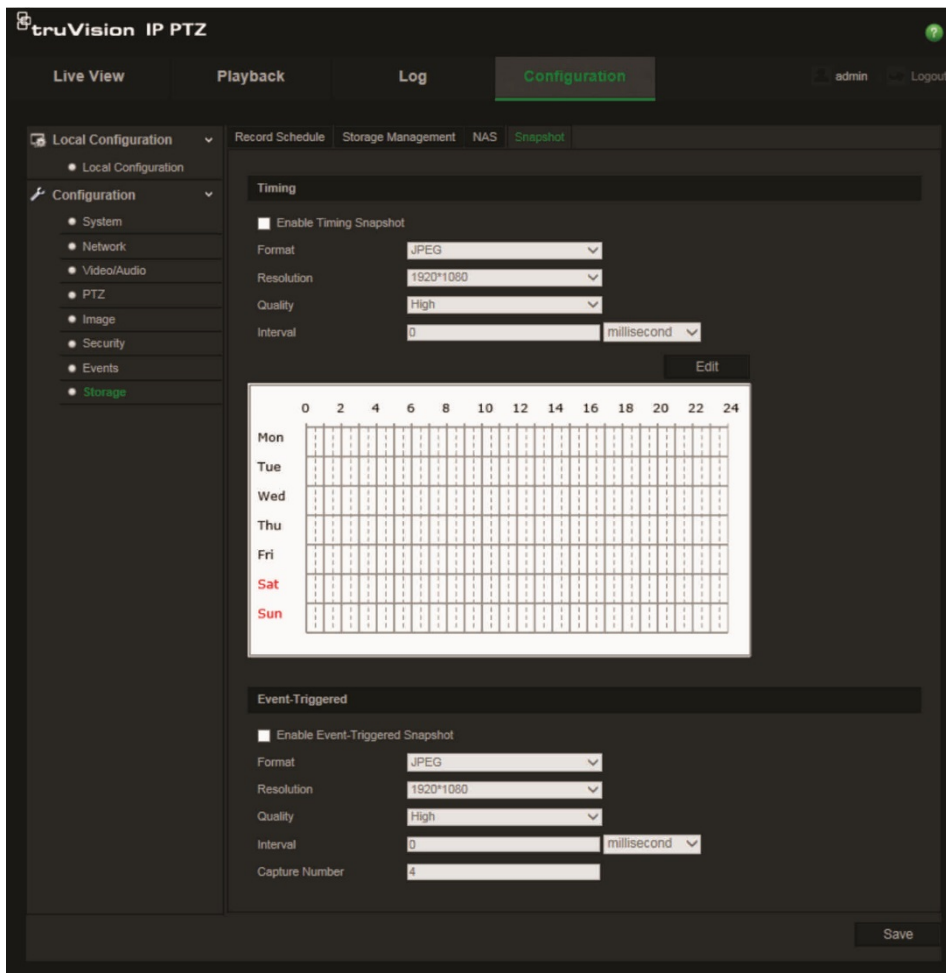 truVision IP PTZ
?
Live View Playback Log Configuration admin Logout
Local Configuration
Local Configuration
Configuration
System
Network
Video/Audio
PTZ
Image
Security
Events
Storage
Record Schedule Storage Management NAS Snapshot
Timing
Enable Timing Snapshot
Format JPEG
Resolution 1920*1080
Quality High
Interval 0 millisecond
Edit
0 2 4 6 8 10 12 14 16 18 20 22 24
Mon
Tue
Wed
Thu
Fri
Sat
Sun
Event-Triggered
Enable Event-Triggered Snapshot
Format JPEG
Resolution 1920*1080
Quality High
Interval 0 millisecond
Capture Number 4
Save